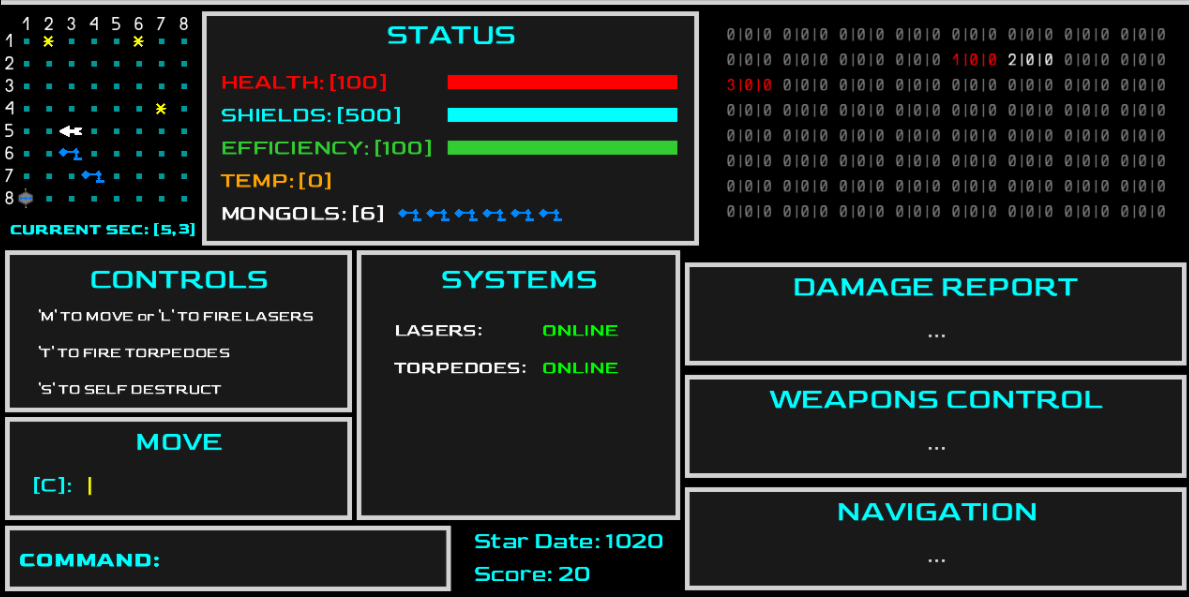 1 2 3 4 5 6 7 8
1
2
3
4
5
6
7
8
CURRENT SEC: [5,3]
STATUS
HEALTH: [100]
SHIELDS: [500]
EFFICIENCY: [100]
TEMP: [0]
MONGOLS: [6]
0|0|0 0|0|0 0|0|0 0|0|0 0|0|0 0|0|0 0|0|0 0|0|0
0|0|0 0|0|0 0|0|0 0|0|0 1|0|0 2|0|0 0|0|0 0|0|0
3|0|0 0|0|0 0|0|0 0|0|0 0|0|0 0|0|0 0|0|0 0|0|0
0|0|0 0|0|0 0|0|0 0|0|0 0|0|0 0|0|0 0|0|0 0|0|0
0|0|0 0|0|0 0|0|0 0|0|0 0|0|0 0|0|0 0|0|0 0|0|0
0|0|0 0|0|0 0|0|0 0|0|0 0|0|0 0|0|0 0|0|0 0|0|0
0|0|0 0|0|0 0|0|0 0|0|0 0|0|0 0|0|0 0|0|0 0|0|0
0|0|0 0|0|0 0|0|0 0|0|0 0|0|0 0|0|0 0|0|0 0|0|0
CONTROLS
'M' TO MOVE or 'L' TO FIRE LASERS
'T' TO FIRE TORPEDOES
'S' TO SELF DESTRUCT
MOVE
[C]: |
COMMAND:
SYSTEMS
LASERS: ONLINE
TORPEDOES: ONLINE
Star Date: 1020
Score: 20
DAMAGE REPORT
...
WEAPONS CONTROL
...
NAVIGATION
...